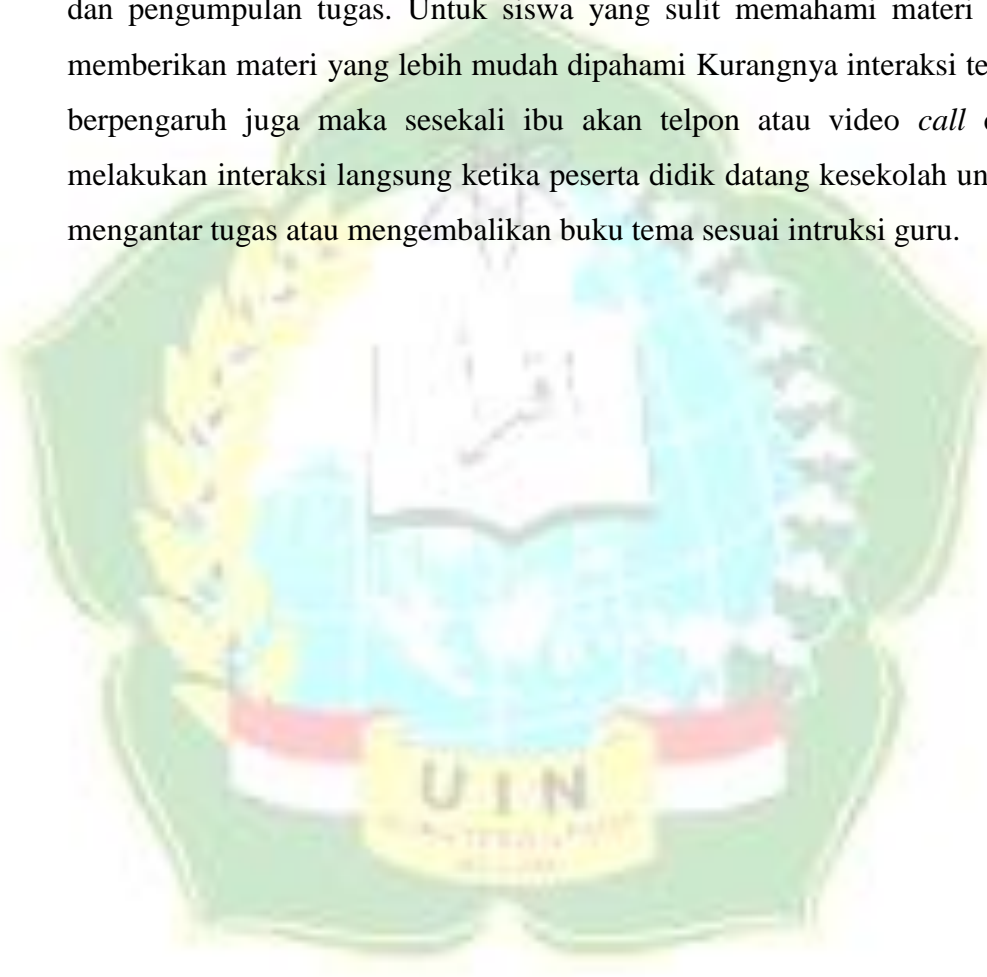 dan pengumpulan tugas. Untuk siswa yang sulit memahami materi
memberikan materi yang lebih mudah dipahami Kurangnya interaksi te
berpengaruh juga maka sesekali ibu akan telpon atau video call
melakukan interaksi langsung ketika peserta didik datang kesekolah un
mengantar tugas atau mengembalikan buku tema sesuai intruksi guru.
UIN